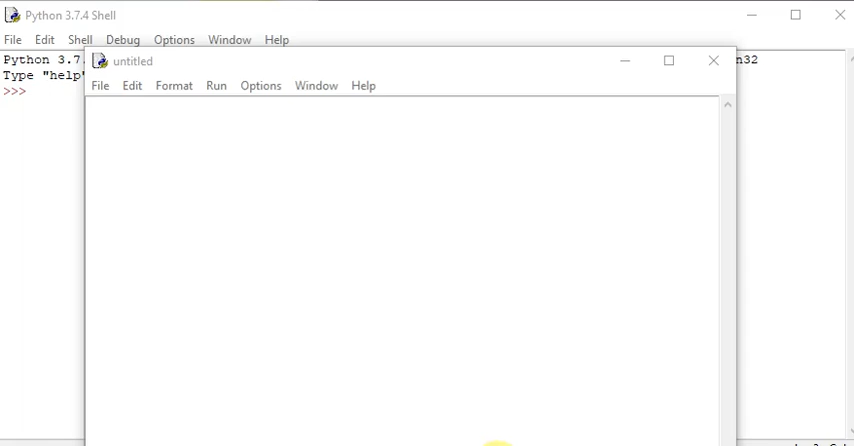 Python 3.7.4 Shell
File Edit Shell Debug Options Window Help
Python 3.7.
n32
Type "help"
>>>
untitled
File Edit Format Run Options Window Help